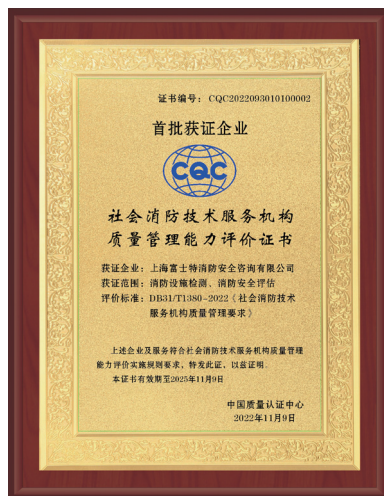 证书编号：CQC2022093010100002
首批获证企业
CQC
社会消防技术服务机构
质量管理能力评价证书
获证企业：上海富士特消防安全咨询有限公司
获证范围：消防设施检测、消防安全评估
评价标准：DB31/T1380-2022《社会消防技术
服务机构质量管理要求》
上述企业及服务符合社会消防技术服务机构质量管理
能力评价实施规则要求，特发此证，以兹证明。
本证书有效期至2025年11月9日
中国质量认证中心
2022年11月9日